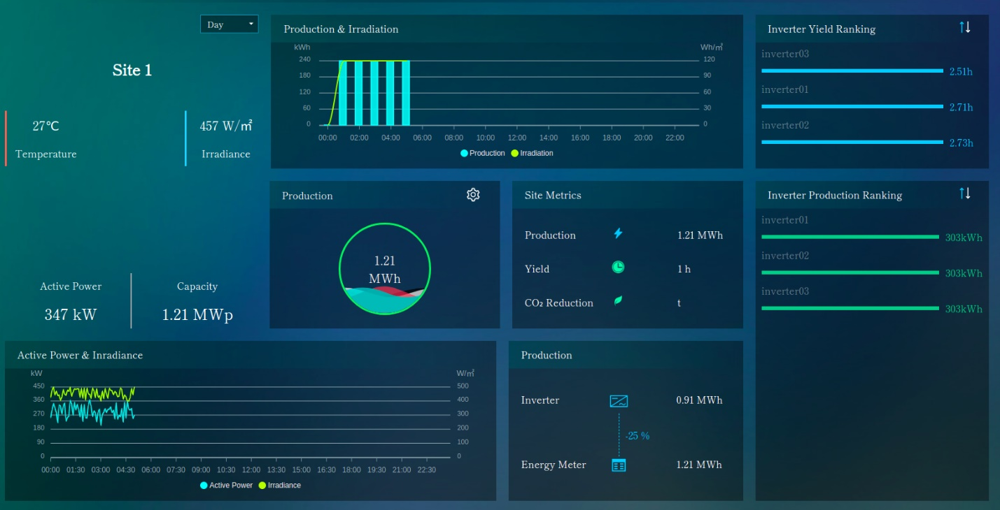 Day
Site 1
27℃
Temperature
457 W/㎡
Irradiance
Active Power
347 kW
Capacity
1.21 MWp
Production & Irradiation
kWh
Wh/㎡
240
180
120
60
0
120
90
60
30
0
00:00 02:00 04:00 06:00 08:00 10:00 12:00 14:00 16:00 18:00 20:00 22:00
Production Irradiation
Inverter Yield Ranking
inverter03
2.51h
inverter01
2.71h
inverter02
2.73h
Production
1.21
MWh
Site Metrics
Production 1.21 MWh
Yield 1 h
CO₂ Reduction t
Inverter Production Ranking
inverter01
303kWh
inverter02
303kWh
inverter03
303kWh
Active Power & Inradiance
kW
W/㎡
450
360
270
180
90
0
500
400
300
200
100
0
00:00 01:30 03:00 04:30 06:00 07:30 09:00 10:30 12:00 13:30 15:00 16:30 18:00 19:30 21:00 22:30
Active Power Irradiance
Production
Inverter 0.91 MWh
-25 %
Energy Meter 1.21 MWh